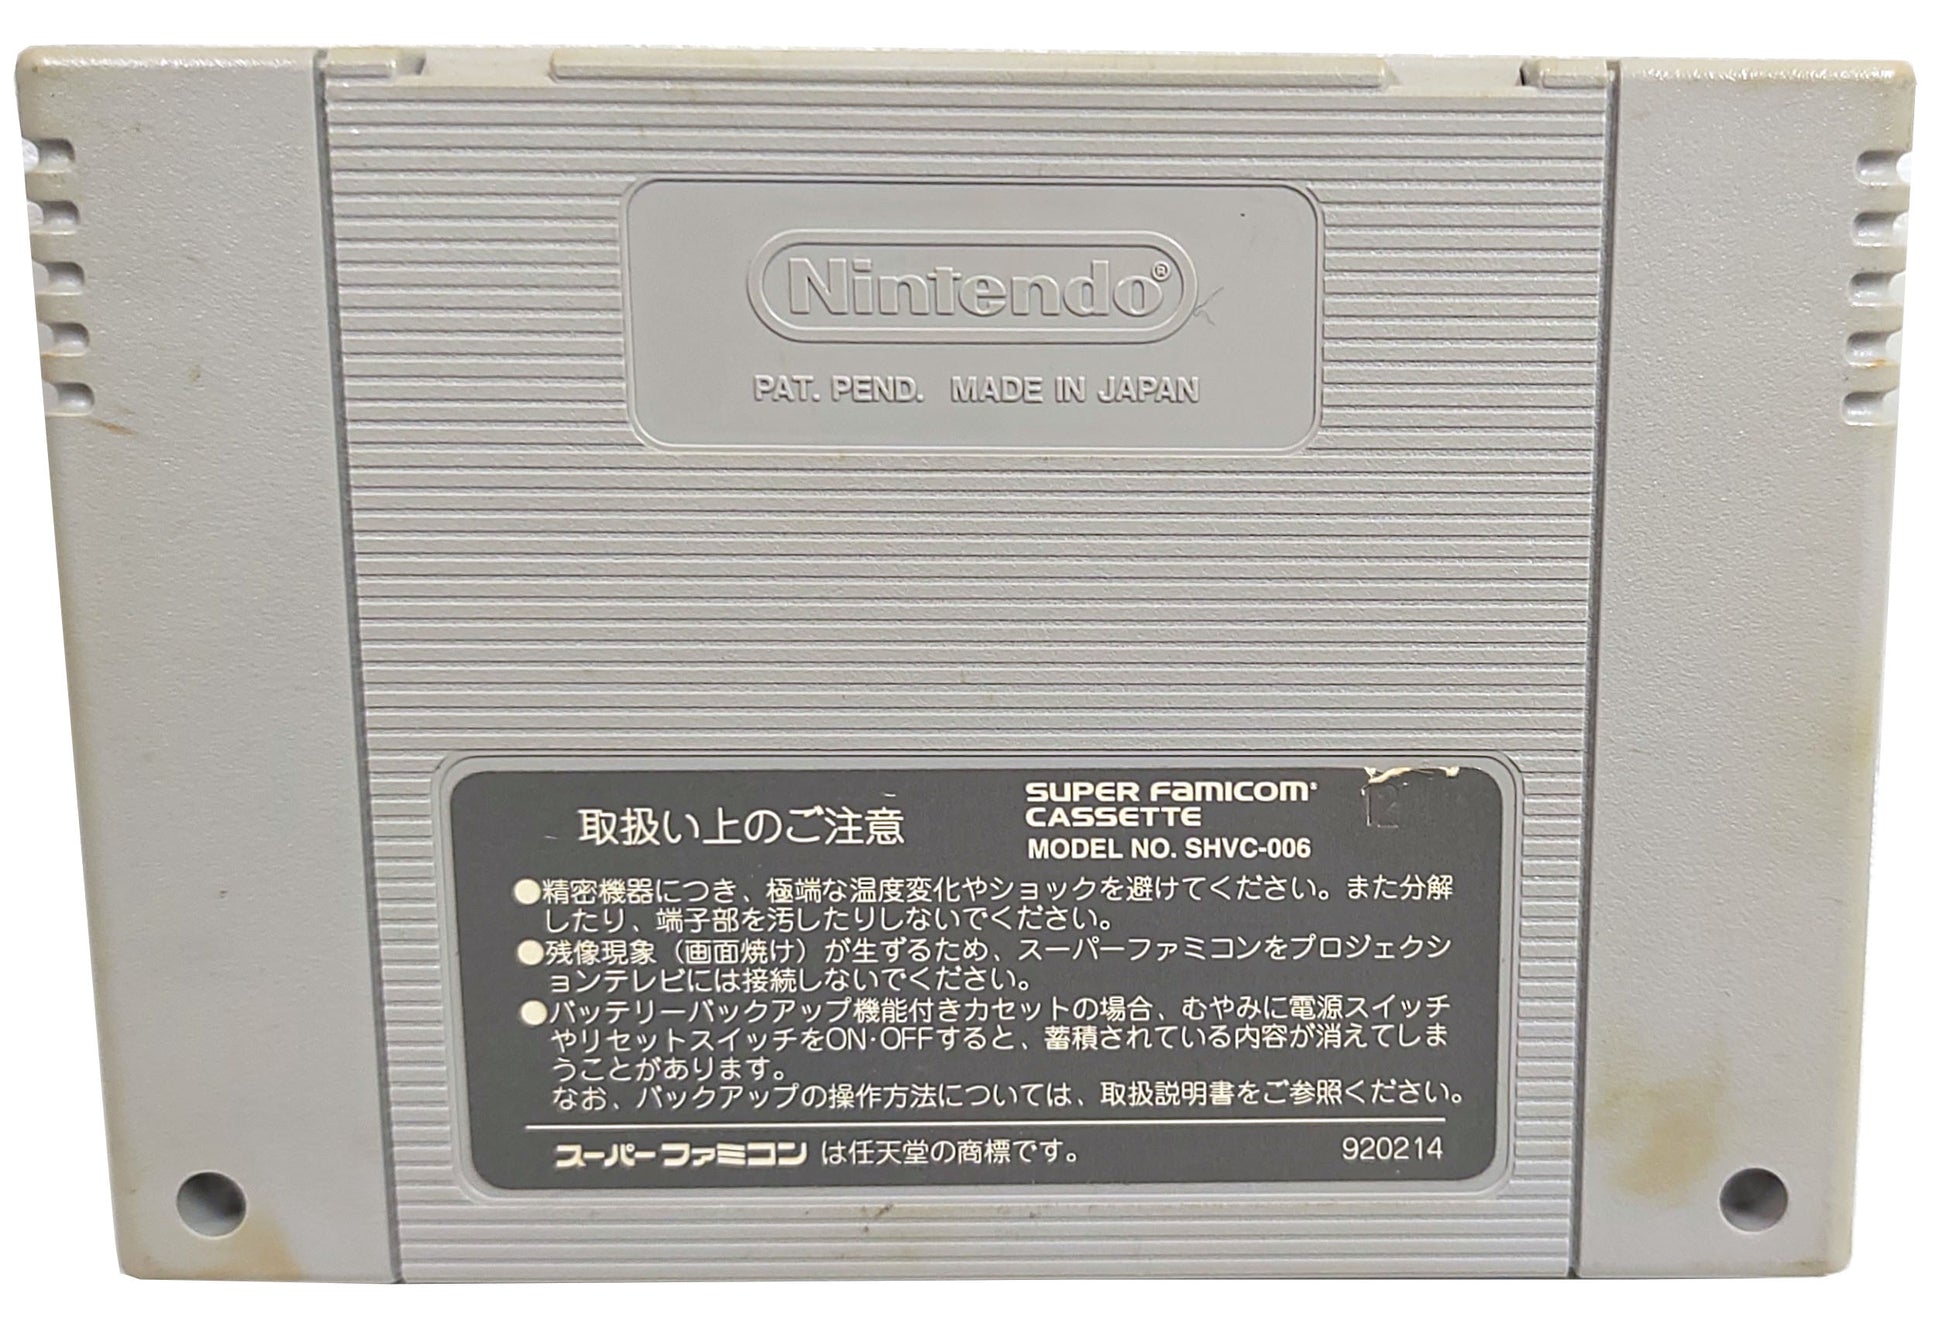 Nintendo®
PAT. PEND. MADE IN JAPAN
取扱い上のご注意
SUPER FAMICOM
CASSETTE
MODEL NO. SHVC-006
12
●精密機器につき、極端な温度変化やショックを避けてください。また分解
したり、端子部を汚したりしないでください。
●残像現象（画面焼け）が生ずるため、スーパーファミコンをプロジェクシ
ョンテレビには接続しないでください。
●バッテリーバックアップ機能付きカセットの場合、むやみに電源スイッチ
やリセットスイッチをON・OFFすると、蓄積されている内容が消えてしま
うことがあります。
なお、バックアップの操作方法については、取扱説明書をご参照ください。
スーパーファミコン は任天堂の商標です。
920214